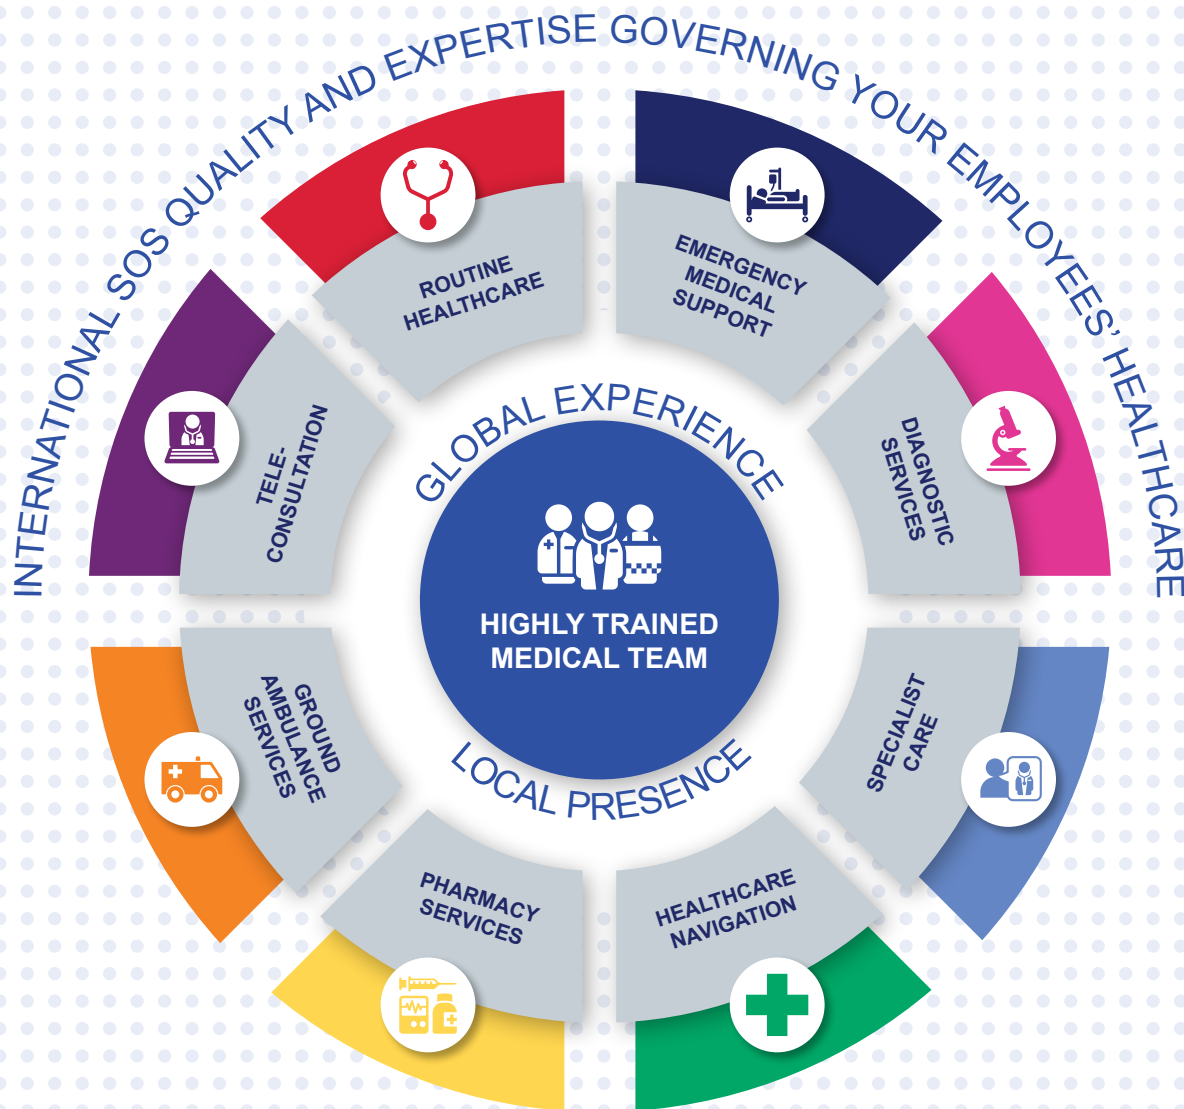 INTERNATIONAL SOS QUALITY AND EXPERTISE GOVERNING YOUR EMPLOYEES’ HEALTHCARE
ROUTINE
HEALTHCARE
EMERGENCY
MEDICAL
SUPPORT
DIAGNOSTIC
SERVICES
SPECIALIST
CARE
HEALTHCARE
NAVIGATION
PHARMACY
SERVICES
GROUND
AMBULANCE
SERVICES
TELE-
CONSULTATION
GLOBAL EXPERIENCE
HIGHLY TRAINED
MEDICAL TEAM
LOCAL PRESENCE